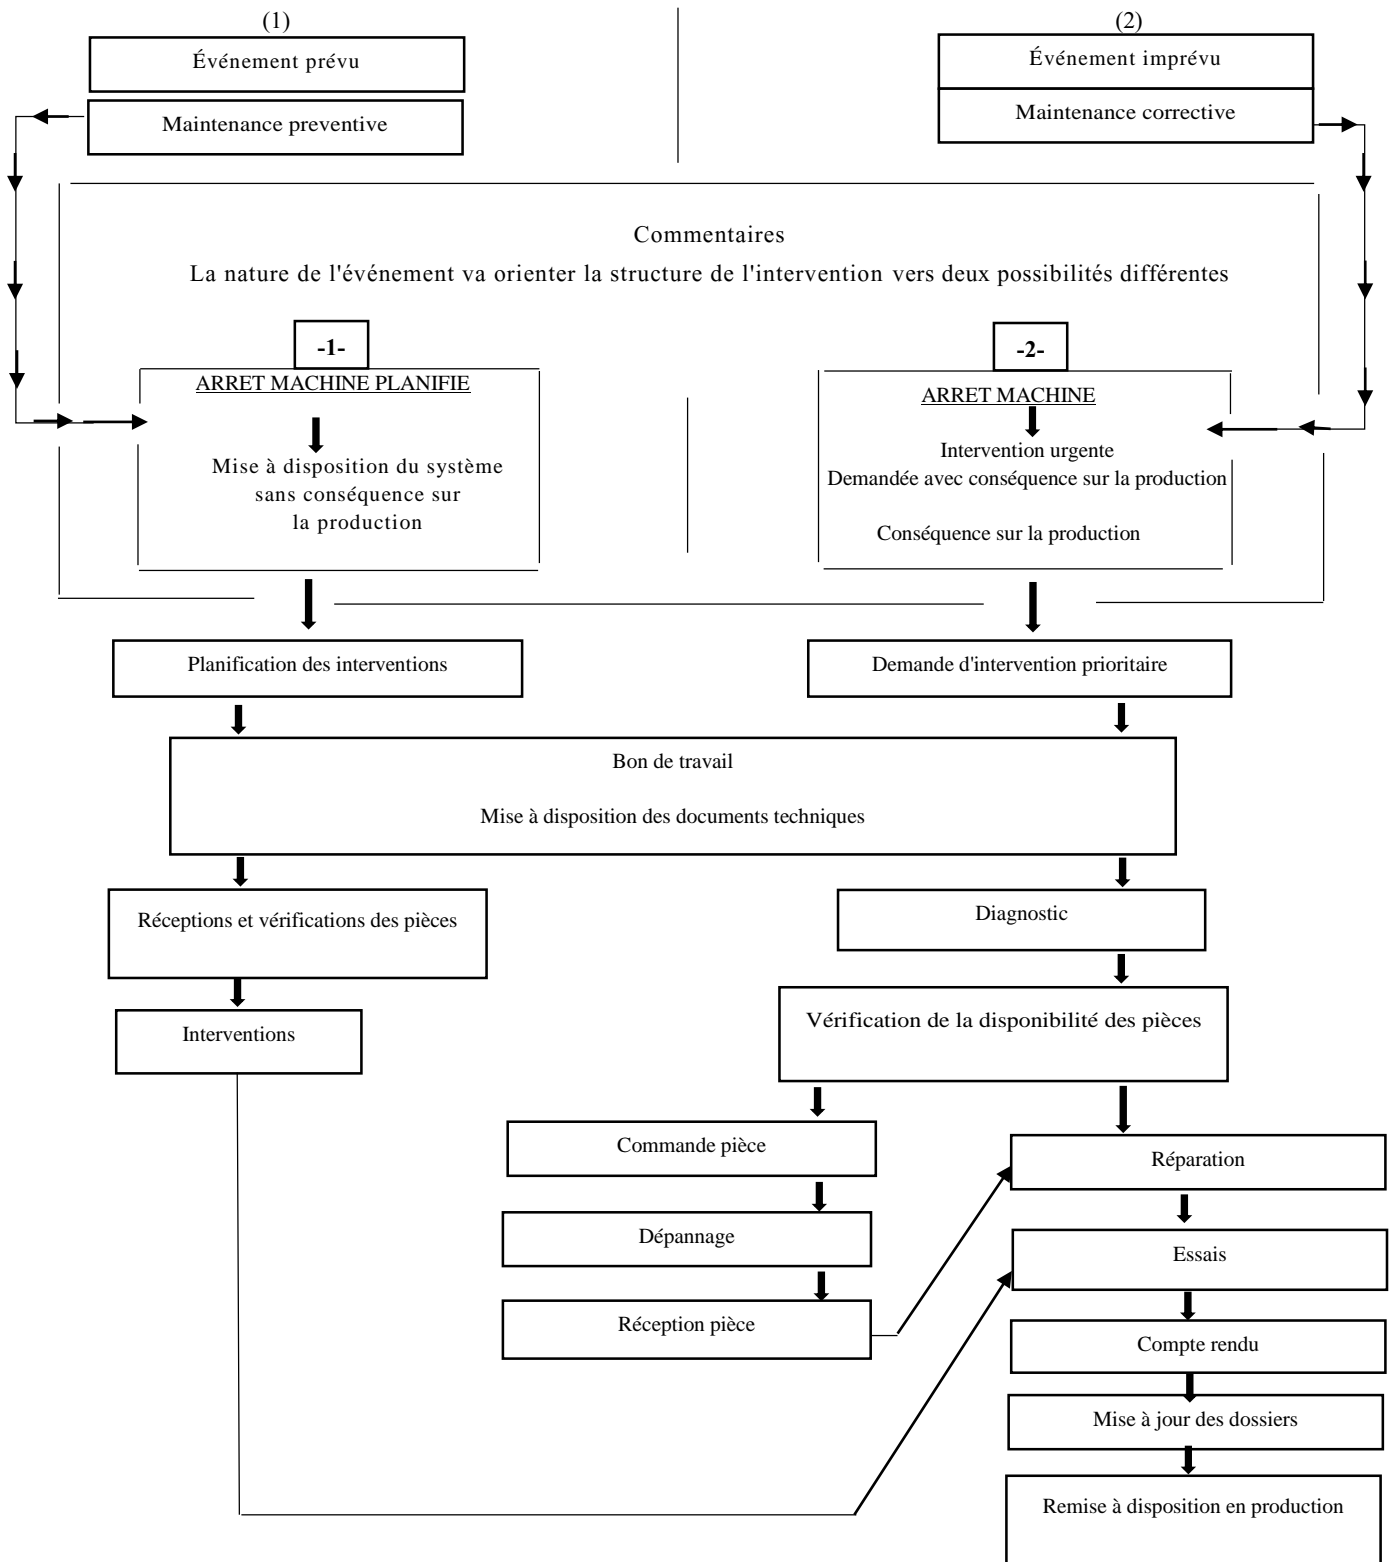 (1)
(2)
Événement prévu
Événement imprévu
Maintenance preventive
Maintenance corrective
Commentaires
La nature de l'événement va orienter la structure de l'intervention vers deux possibilités différentes
-1-
ARRET MACHINE PLANIFIE
Mise à disposition du système
sans conséquence sur
la production
-2-
ARRET MACHINE
Intervention urgente
Demandée avec conséquence sur la production
Conséquence sur la production
Planification des interventions
Demande d'intervention prioritaire
Bon de travail
Mise à disposition des documents techniques
Réceptions et vérifications des pièces
Diagnostic
Interventions
Vérification de la disponibilité des pièces
Commande pièce
Réparation
Dépannage
Essais
Réception pièce
Compte rendu
Mise à jour des dossiers
Remise à disposition en production